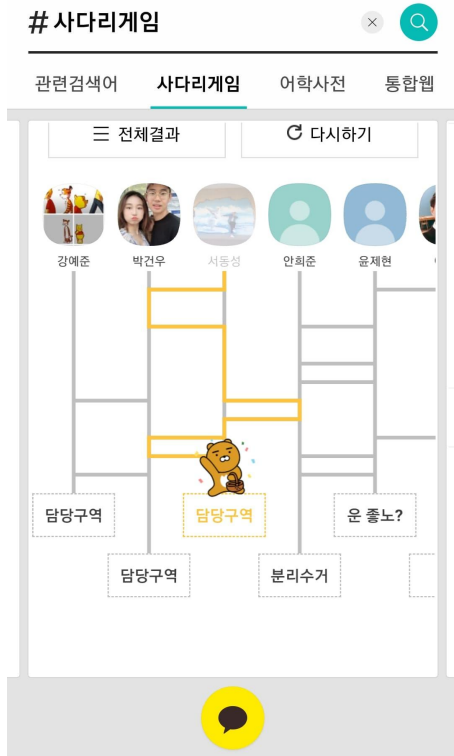 # 사다리게임
관련검색어 사다리게임 어학사전 통합웹
전체결과 다시하기
강예준 박건우 서동성 안희준 윤제현
담당구역 담당구역 운 좋노?
담당구역 분리수거